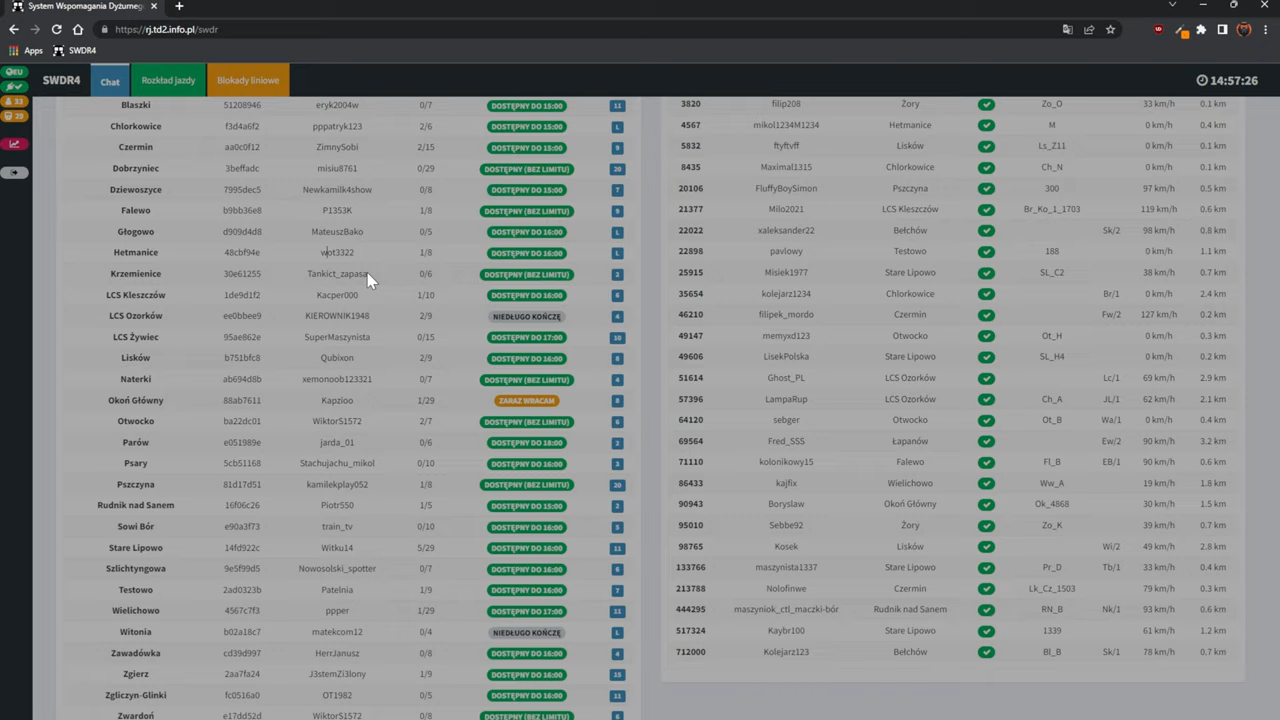 System Wspomagania Dyżurnego
https://rj.td2.info.pl/swdr
Apps SWDR4
EU
33
39
SWDR4 Chat Rozkład jazdy Blokady liniowe 14:57:26
Błaszki 51208946 eryk2004w 0/7 DOSTĘPNY DO 15:00 11
Chlorkowice f3d4a6f2 pppatryk123 2/6 DOSTĘPNY DO 15:00 L
Czermin aa0c0f12 ZimnySobi 2/15 DOSTĘPNY DO 15:00 9
Dobrzyniec 3beffadc misiu8761 0/29 DOSTĘPNY (BEZ LIMITU) 20
Dziewoszyce 7995dec5 Newkamilk4show 0/8 DOSTĘPNY DO 15:00 7
Falewo b9bb36e8 P1353K 1/8 DOSTĘPNY (BEZ LIMITU) 9
Głogowo d909d4d8 MateuszBako 0/5 DOSTĘPNY DO 16:00 L
Hetmanice 48cbf94e wot3322 1/8 DOSTĘPNY DO 16:00 L
Krzemienice 30e61255 Tankict_zapasa 0/6 DOSTĘPNY (BEZ LIMITU) 2
LCS Kleszczów 1de9d1f2 Kacper000 1/10 DOSTĘPNY DO 16:00 6
LCS Ozorków ee0bbee9 KIEROWNIK1948 2/9 NIEDŁUGO KOŃCZĘ 4
LCS Żywiec 95ae862e SuperMaszynista 0/15 DOSTĘPNY DO 17:00 10
Lisków b751bfc8 Qubixon 2/9 DOSTĘPNY DO 16:00 8
Naterki ab694d8b xemonoob123321 0/7 DOSTĘPNY (BEZ LIMITU) 4
Okoń Główny 88ab7611 Kapzioo 1/29 ZARAZ WRACAM 8
Otwocko ba22dc01 WiktorS1572 2/7 DOSTĘPNY (BEZ LIMITU) 6
Parów e051989e jarda_01 0/6 DOSTĘPNY DO 18:00 2
Psary 5cb51168 Stachujachu_mikol 0/10 DOSTĘPNY DO 16:00 3
Pszczyna 81d17d51 kamilekplay052 1/8 DOSTĘPNY (BEZ LIMITU) 20
Rudnik nad Sanem 16f06c26 Piotr550 1/5 DOSTĘPNY DO 15:00 2
Sowi Bór e90a3f73 train_tv 0/10 DOSTĘPNY DO 16:00 5
Stare Lipowo 14fd922c Witku14 5/29 DOSTĘPNY DO 16:00 11
Szlichtyngowa 9e5f99d5 Nowosolski_spotter 0/7 DOSTĘPNY DO 16:00 6
Testowo 2ad0323b Patelnia 1/9 DOSTĘPNY DO 16:00 7
Wielichowo 4567c7f3 ppper 1/29 DOSTĘPNY DO 17:00 11
Witonia b02a18c7 matekcom12 0/4 NIEDŁUGO KOŃCZĘ L
Zawadówka cd39d997 HerrJanusz 0/8 DOSTĘPNY DO 16:00 4
Zgierz 2aa7fa24 J3stemZi3lony 1/9 DOSTĘPNY DO 16:00 15
Zgliczyn-Glinki fc0516a0 OT1982 0/5 DOSTĘPNY DO 16:00 11
Zwardoń e17dd52d WiktorS1572 0/8 DOSTĘPNY (BEZ LIMITU) 6
3820 filip208 Żory Zo_O 33 km/h 0.1 km
4567 mikol1234M1234 Hetmanice M 0 km/h 0.4 km
5832 ftyftvff Lisków Ls_Z11 0 km/h 0.1 km
8435 Maximal1315 Chlorkowice Ch_N 0 km/h 0.1 km
20106 FluffyBoySimon Pszczyna 300 97 km/h 0.5 km
21377 Milo2021 LCS Kleszczów Br_Ko_1_1703 119 km/h 0.6 km
22022 xaleksander22 Bełchów Sk/2 98 km/h 0.8 km
22898 pavlowy Testowo 188 0 km/h 0.4 km
25915 Misiek1977 Stare Lipowo SL_C2 38 km/h 0.1 km
35654 kolejarz1234 Chlorkowice Br/1 0 km/h 2.4 km
46210 filipek_mordo Czermin Fw/2 127 km/h 0.2 km
49147 memyxd123 Otwocko Ot_H 0 km/h 0.3 km
49606 LisekPolska Stare Lipowo SL_H4 0 km/h 0.2 km
51614 Ghost_PL LCS Ozorków Lc/1 69 km/h 2.9 km
57396 LampaRup LCS Ozorków Ch_A JL/1 62 km/h 2.1 km
64120 sebger Otwocko Ot_B Wa/1 0 km/h 0.1 km
69564 Fred_SSS Łapanów Ew/2 90 km/h 3.2 km
71110 kolonikowy15 Falewo Fl_B EB/1 90 km/h 0.2 km
86433 kajfix Wielichowo Ww_A 19 km/h 1.8 km
90943 Borysław Okoń Główny Ok_4868 30 km/h 1.5 km
95010 Sebbe92 Żory Zo_K 39 km/h 0.7 km
98765 Kosek Lisków Wi/2 49 km/h 2.8 km
133766 maszynista1337 Stare Lipowo Pr_D Tb/1 33 km/h 0.4 km
213788 Nolofinwe Czermin Lk_Cz_1503 79 km/h 0.3 km
444295 maszyniok_ctl_maczki-bór Rudnik nad Sanem RN_B Nk/1 93 km/h 0.6 km
517324 Kaybr100 Stare Lipowo 1339 61 km/h 1.2 km
712000 Kolejarz123 Bełchów Bl_B Sk/1 78 km/h 0.7 km